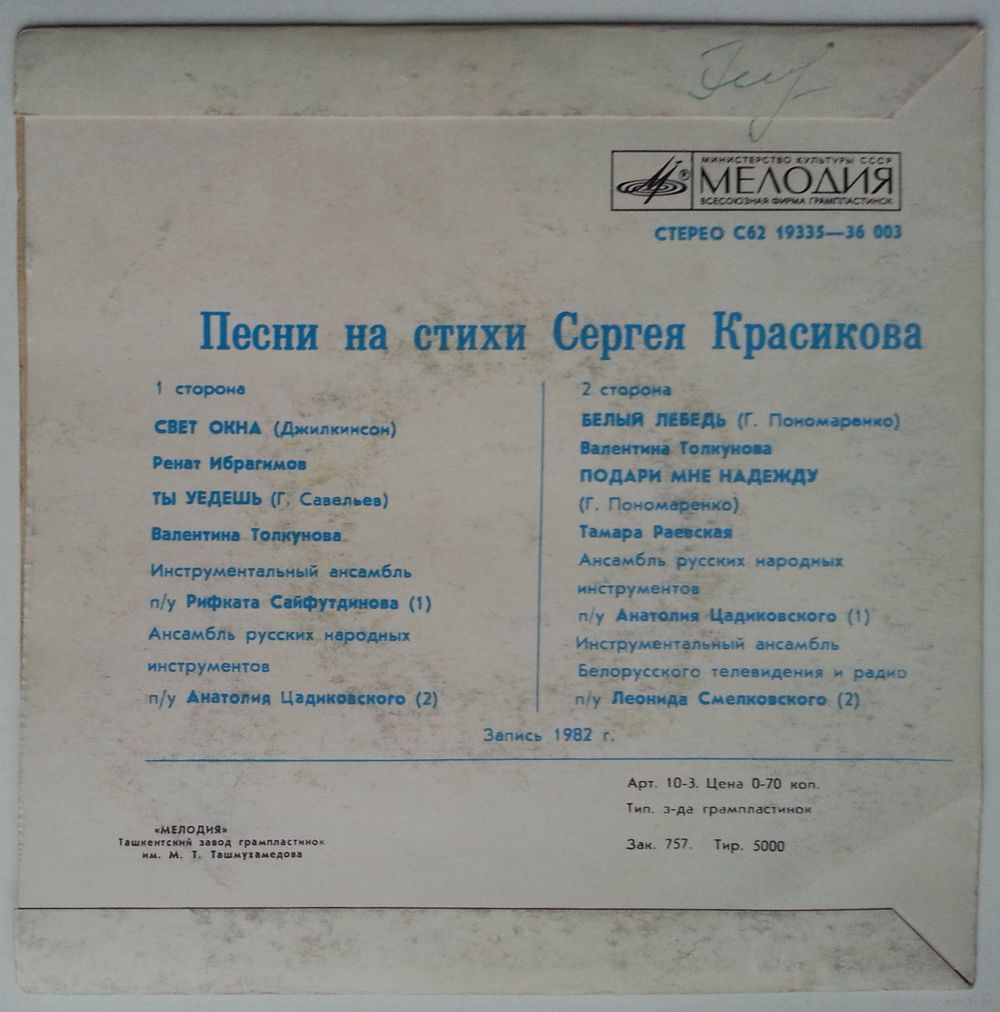 МИНИСТЕРСТВО КУЛЬТУРЫ СССР
МЕЛОДИЯ
ВСЕСОЮЗНАЯ ФИРМА ГРАМПЛАСТИНОК
СТЕРЕО С62 19335—36 003
Песни на стихи Сергея Красикова
1 сторона
СВЕТ ОКНА (Джилкинсон)
Ренат Ибрагимов
ТЫ УЕДЕШЬ (Г. Савельев)
Валентина Толкунова
Инструментальный ансамбль
п/у Рифката Сайфутдинова (1)
Ансамбль русских народных
инструментов
п/у Анатолия Цадиковского (2)
2 сторона
БЕЛЫЙ ЛЕБЕДЬ (Г. Пономаренко)
Валентина Толкунова
ПОДАРИ МНЕ НАДЕЖДУ
(Г. Пономаренко)
Тамара Раевская
Ансамбль русских народных
инструментов
п/у Анатолия Цадиковского (1)
Инструментальный ансамбль
Белорусского телевидения и радио
п/у Леонида Смелковского (2)
Запись 1982 г.
Арт. 10-3. Цена 0-70 коп.
Тип. з-да грампластинок
Зак. 757. Тир. 5000
«МЕЛОДИЯ»
Ташкентский завод грампластинок
им. М. Т. Ташмухамедова